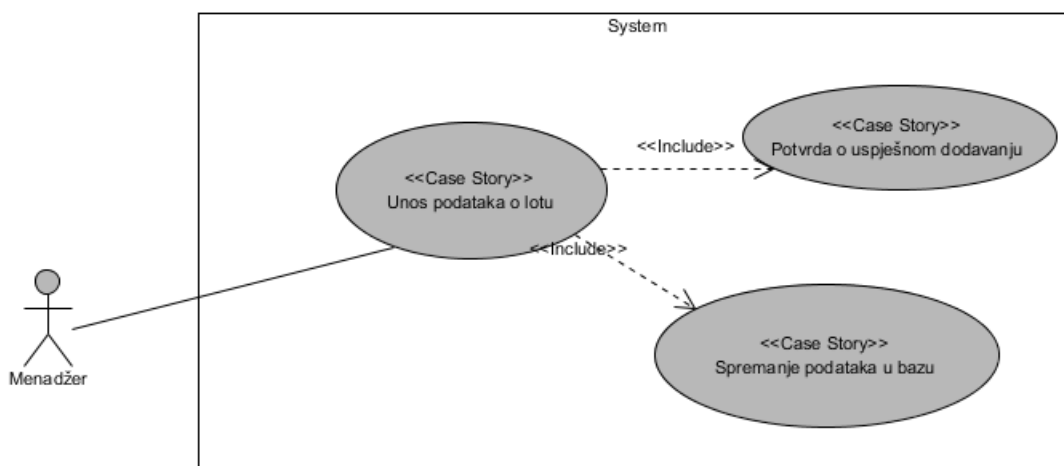 System
<<Case Story>>
Potvrda o uspješnom dodavanju
<<Include>>
<<Case Story>>
Unos podataka o lotu
<<Include>>
<<Case Story>>
Spremanje podataka u bazu
Menadžer